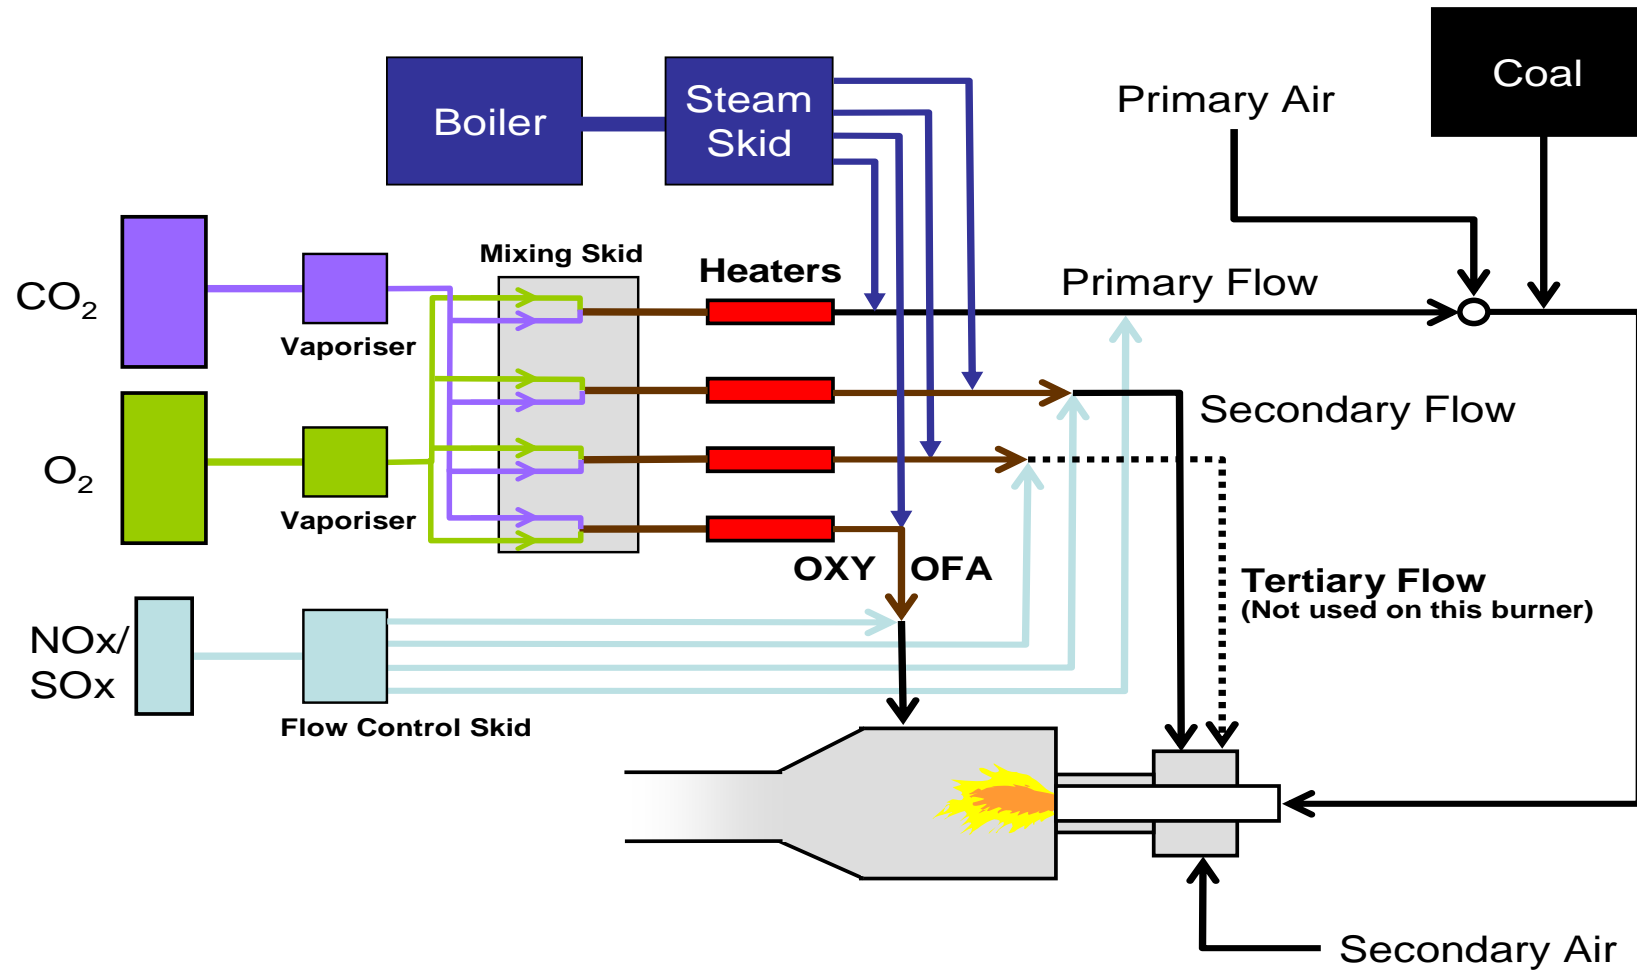 Coal
Primary Air
Boiler
Steam
Skid
Mixing Skid
Heaters
Primary Flow
CO₂
Vaporiser
Secondary Flow
O₂
Vaporiser
OXY OFA
Tertiary Flow
(Not used on this burner)
NOx/
SOx
Flow Control Skid
Secondary Air